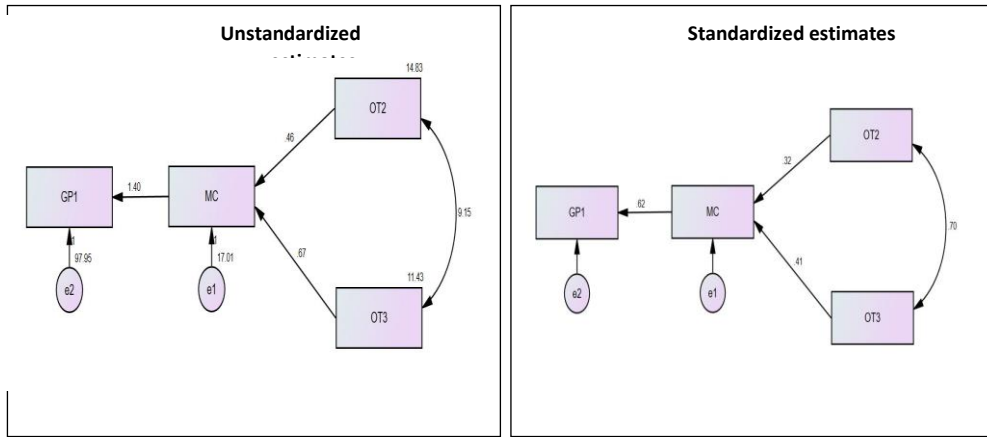 Unstandardized
estimates
14.83
OT2
.46
GP1
1.40
MC
9.15
.67
1
97.95
1
17.01
11.43
e2
e1
OT3
Standardized estimates
OT2
.32
GP1
.62
MC
.70
.41
e2
e1
OT3